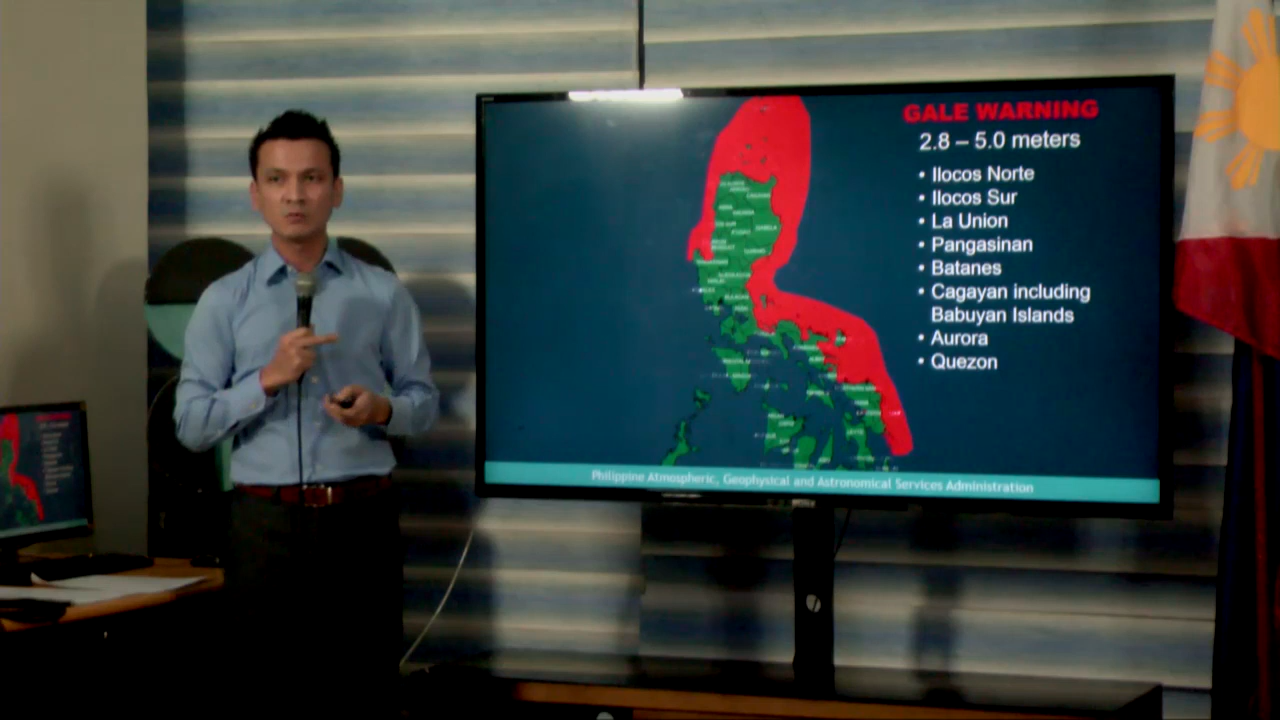 GALE WARNING
2.8 – 5.0 meters
• Ilocos Norte
• Ilocos Sur
• La Union
• Pangasinan
• Batanes
• Cagayan including
Babuyan Islands
• Aurora
• Quezon
Philippine Atmospheric, Geophysical and Astronomical Services Administration